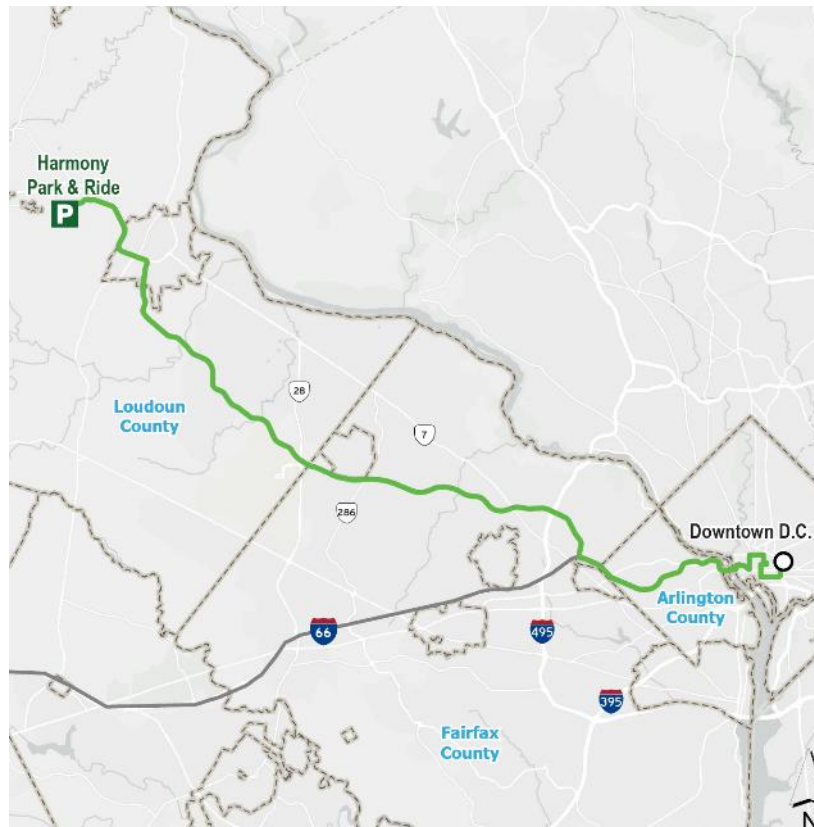 Harmony
Park & Ride
P
28
Loudoun
County
7
286
Downtown D.C.
Arlington
County
66
495
395
Fairfax
County
N